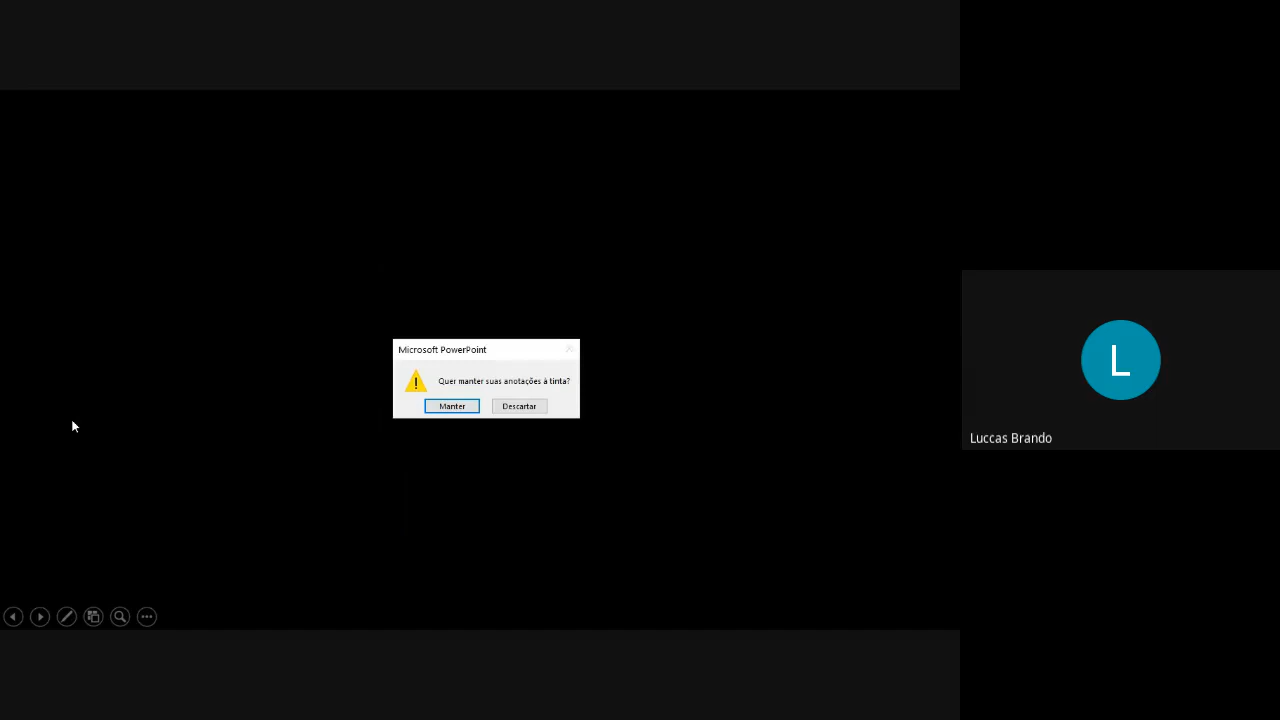 Microsoft PowerPoint
Quer manter suas anotações à tinta?
Manter Descartar
L
Luccas Brando